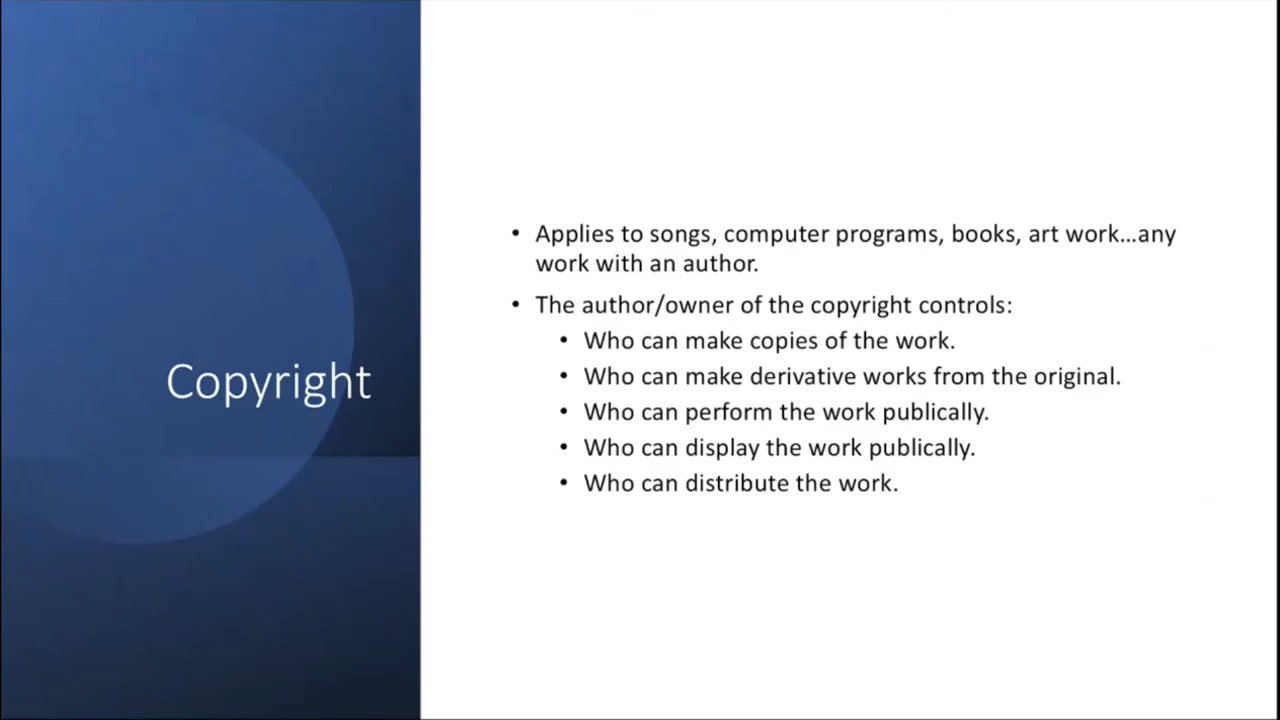 Copyright
• Applies to songs, computer programs, books, art work...any
work with an author.
• The author/owner of the copyright controls:
• Who can make copies of the work.
• Who can make derivative works from the original.
• Who can perform the work publically.
• Who can display the work publically.
• Who can distribute the work.